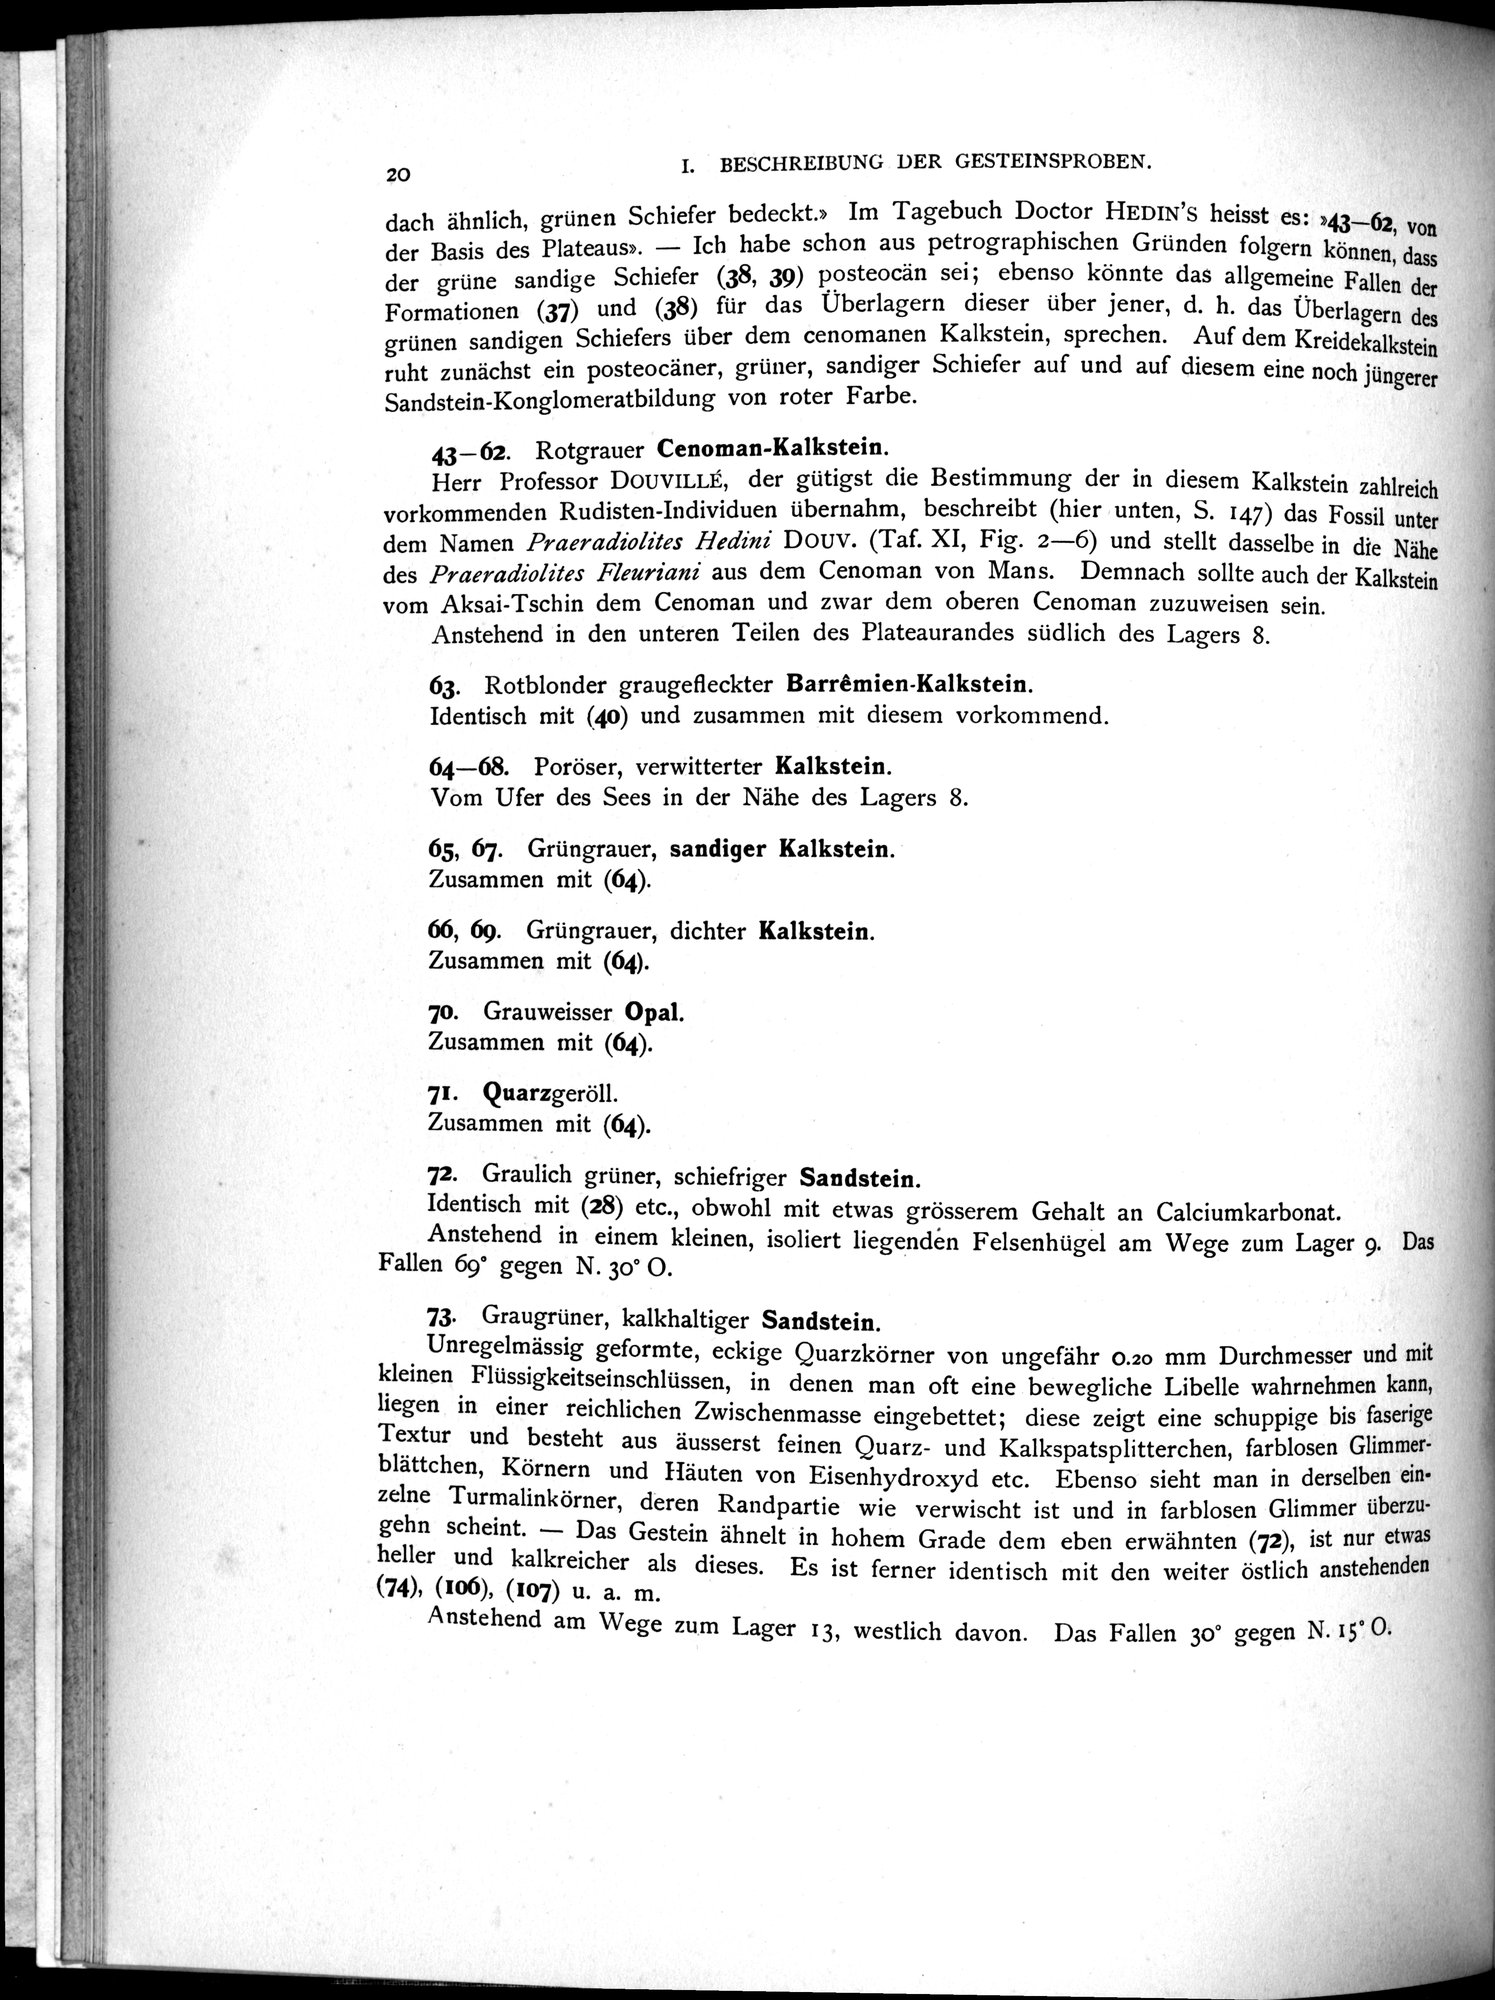 20
I. BESCHREIBUNG DER GESTEINSPROBEN.
dach ähnlich, grünen Schiefer bedeckt.» Im Tagebuch Doctor HEDIN'S heisst es: »43—62, von
der Basis des Plateaus». — Ich habe schon aus petrographischen Gründen folgern können, dass
der grüne sandige Schiefer (38, 39) posteocän sei; ebenso könnte das allgemeine Fallen der
Formationen (37) und (38) für das Überlagern dieser über jener, d. h. das Überlagern des
grünen sandigen Schiefers über dem cenomanen Kalkstein, sprechen. Auf dem Kreidekalkstein
ruht zunächst ein posteocäner, grüner, sandiger Schiefer auf und auf diesem eine noch jüngerer
Sandstein-Konglomeratbildung von roter Farbe.
43—62. Rotgrauer Cenoman-Kalkstein.
Herr Professor DOUVILLÉ, der gütigst die Bestimmung der in diesem Kalkstein zahlreich
vorkommenden Rudisten-Individuen übernahm, beschreibt (hier unten, S. 147) das Fossil unter
dem Namen Praeradiolites Hedini DOUV. (Taf. XI, Fig. 2—6) und stellt dasselbe in die Nähe
des Praeradiolites Fleuriani aus dem Cenoman von Mans. Demnach sollte auch der Kalkstein
vom Aksai-Tschin dem Cenoman und zwar dem oberen Cenoman zuzuweisen sein.
Anstehend in den unteren Teilen des Plateaurandes südlich des Lagers 8.
63. Rotblonder graugefleckter Barrêmien-Kalkstein.
Identisch mit (40) und zusammen mit diesem vorkommend.
64—68. Poröser, verwitterter Kalkstein.
Vom Ufer des Sees in der Nähe des Lagers 8.
65, 67. Grüngrauer, sandiger Kalkstein.
Zusammen mit (64).
66, 69. Grüngrauer, dichter Kalkstein.
Zusammen mit (64).
70. Grauweisser Opal.
Zusammen mit (64).
71. Quarzgeröll.
Zusammen mit (64).
72. Graulich grüner, schiefriger Sandstein.
Identisch mit (28) etc., obwohl mit etwas grösserem Gehalt an Calciumkarbonat.
Anstehend in einem kleinen, isoliert liegenden Felsenhügel am Wege zum Lager 9. Das
Fallen 69° gegen N. 30° O.
73. Graugrüner, kalkhaltiger Sandstein.
Unregelmässig geformte, eckige Quarzkörner von ungefähr 0.20 mm Durchmesser und mit
kleinen Flüssigkeitseinschlüssen, in denen man oft eine bewegliche Libelle wahrnehmen kann,
liegen in einer reichlichen Zwischenmasse eingebettet; diese zeigt eine schuppige bis faserige
Textur und besteht aus äusserst feinen Quarz- und Kalkspatsplitterchen, farblosen Glimmer-
blättchen, Körnern und Häuten von Eisenhydroxyd etc. Ebenso sieht man in derselben ein-
zelne Turmalinkörner, deren Randpartie wie verwischt ist und in farblosen Glimmer überzu-
gehn scheint. — Das Gestein ähnelt in hohem Grade dem eben erwähnten (72), ist nur etwas
heller und kalkreicher als dieses. Es ist ferner identisch mit den weiter östlich anstehenden
(74), (106), (107) u. a. m.
Anstehend am Wege zum Lager 13, westlich davon. Das Fallen 30° gegen N. 15° O.